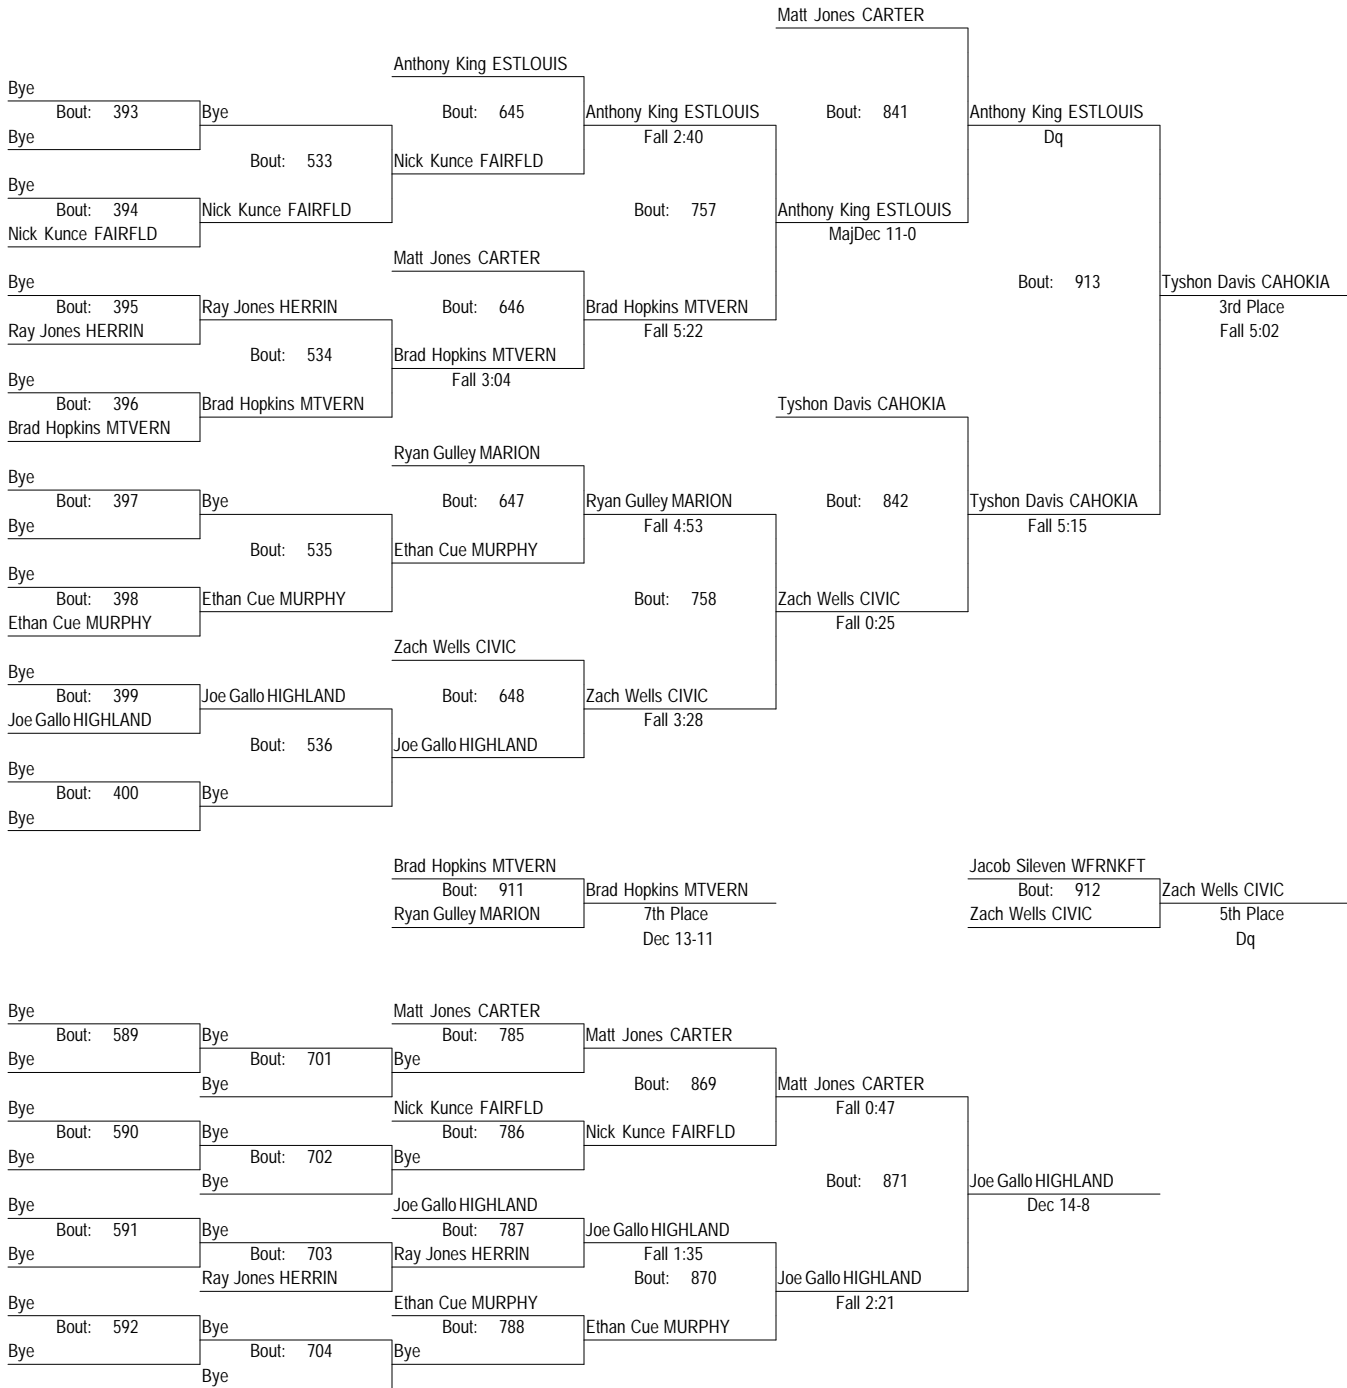 Matt Jones CARTER
Anthony King ESTLOUIS
Bye
Bout: 393 Bye Bout: 645 Anthony King ESTLOUIS Bout: 841 Anthony King ESTLOUIS
Bye Fall 2:40 Dq
Bout: 533 Nick Kunce FAIRFLD
Bye
Bout: 394 Nick Kunce FAIRFLD Bout: 757 Anthony King ESTLOUIS
Nick Kunce FAIRFLD MajDec 11-0
Matt Jones CARTER
Bye Bout: 913 Tyshon Davis CAHOKIA
Bout: 395 Ray Jones HERRIN Bout: 646 Brad Hopkins MTVERN 3rd Place
Ray Jones HERRIN Fall 5:22 Fall 5:02
Bout: 534 Brad Hopkins MTVERN
Bye Fall 3:04
Bout: 396 Brad Hopkins MTVERN Tyshon Davis CAHOKIA
Brad Hopkins MTVERN
Ryan Gulley MARION
Bye
Bout: 397 Bye Bout: 647 Ryan Gulley MARION Bout: 842 Tyshon Davis CAHOKIA
Bye Fall 4:53 Fall 5:15
Bout: 535 Ethan Cue MURPHY
Bye
Bout: 398 Ethan Cue MURPHY Bout: 758 Zach Wells CIVIC
Ethan Cue MURPHY Fall 0:25
Zach Wells CIVIC
Bye
Bout: 399 Joe Gallo HIGHLAND Bout: 648 Zach Wells CIVIC
Joe Gallo HIGHLAND Fall 3:28
Bout: 536 Joe Gallo HIGHLAND
Bye
Bout: 400 Bye
Bye
Brad Hopkins MTVERN Jacob Sileven WFRNKFT
Bout: 911 Brad Hopkins MTVERN Bout: 912 Zach Wells CIVIC
Ryan Gulley MARION 7th Place Zach Wells CIVIC 5th Place
Dec 13-11 Dq
Bye Matt Jones CARTER
Bout: 589 Bye Bout: 785 Matt Jones CARTER
Bye Bout: 701 Bye
Bye Bout: 869 Matt Jones CARTER
Bye Nick Kunce FAIRFLD Fall 0:47
Bout: 590 Bye Bout: 786 Nick Kunce FAIRFLD
Bye Bout: 702 Bye
Bye Bout: 871 Joe Gallo HIGHLAND
Bye Joe Gallo HIGHLAND Dec 14-8
Bout: 591 Bye Bout: 787 Joe Gallo HIGHLAND
Bye Bout: 703 Ray Jones HERRIN Fall 1:35
Ray Jones HERRIN Bout: 870 Joe Gallo HIGHLAND
Bye Ethan Cue MURPHY Fall 2:21
Bout: 592 Bye Bout: 788 Ethan Cue MURPHY
Bye Bout: 704 Bye
Bye